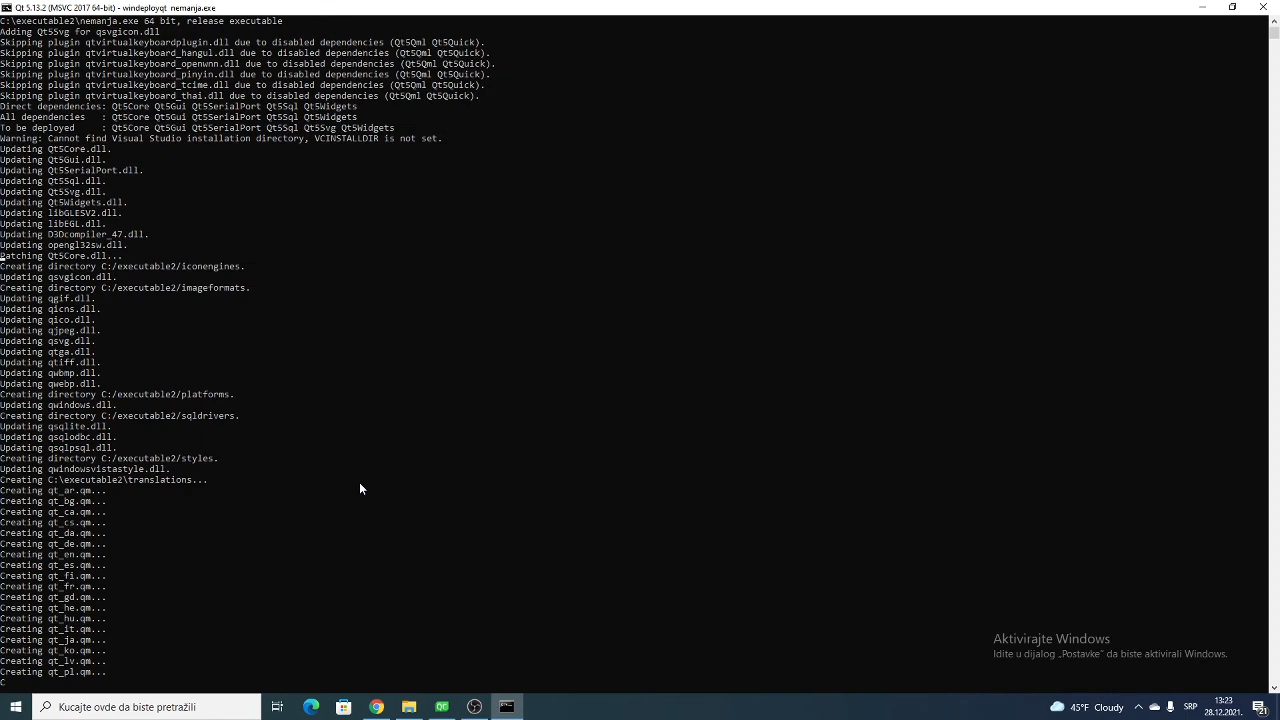 Qt 5.13.2 (MSVC 2017 64-bit) - windeployqt nemanja.exe
C:\executable2\nemanja.exe 64 bit, release executable
Adding Qt5Svg for qsvgicon.dll
Skipping plugin qtvirtualkeyboardplugin.dll due to disabled dependencies (Qt5Qml Qt5Quick).
Skipping plugin qtvirtualkeyboard_hangul.dll due to disabled dependencies (Qt5Qml Qt5Quick).
Skipping plugin qtvirtualkeyboard_openwnn.dll due to disabled dependencies (Qt5Qml Qt5Quick).
Skipping plugin qtvirtualkeyboard_pinyin.dll due to disabled dependencies (Qt5Qml Qt5Quick).
Skipping plugin qtvirtualkeyboard_tcime.dll due to disabled dependencies (Qt5Qml Qt5Quick).
Skipping plugin qtvirtualkeyboard_thai.dll due to disabled dependencies (Qt5Qml Qt5Quick).
Direct dependencies: Qt5Core Qt5Gui Qt5SerialPort Qt5Sql Qt5Widgets
All dependencies   : Qt5Core Qt5Gui Qt5SerialPort Qt5Sql Qt5Widgets
To be deployed     : Qt5Core Qt5Gui Qt5SerialPort Qt5Sql Qt5Svg Qt5Widgets
Warning: Cannot find Visual Studio installation directory, VCINSTALLDIR is not set.
Updating Qt5Core.dll.
Updating Qt5Gui.dll.
Updating Qt5SerialPort.dll.
Updating Qt5Sql.dll.
Updating Qt5Svg.dll.
Updating Qt5Widgets.dll.
Updating libGLESV2.dll.
Updating libEGL.dll.
Updating D3Dcompiler_47.dll.
Updating opengl32sw.dll.
Patching Qt5Core.dll...
Creating directory C:/executable2/iconengines.
Updating qsvgicon.dll.
Creating directory C:/executable2/imageformats.
Updating qgif.dll.
Updating qicns.dll.
Updating qico.dll.
Updating qjpeg.dll.
Updating qsvg.dll.
Updating qtga.dll.
Updating qtiff.dll.
Updating qwbmp.dll.
Updating qwebp.dll.
Creating directory C:/executable2/platforms.
Updating qwindows.dll.
Creating directory C:/executable2/sqldrivers.
Updating qsqlite.dll.
Updating qsqlodbc.dll.
Updating qsqlpsql.dll.
Creating directory C:/executable2/styles.
Updating qwindowsvistastyle.dll.
Creating C:\executable2\translations...
Creating qt_ar.qm...
Creating qt_bg.qm...
Creating qt_ca.qm...
Creating qt_cs.qm...
Creating qt_da.qm...
Creating qt_de.qm...
Creating qt_en.qm...
Creating qt_es.qm...
Creating qt_fi.qm...
Creating qt_fr.qm...
Creating qt_gd.qm...
Creating qt_he.qm...
Creating qt_hu.qm...
Creating qt_it.qm...
Creating qt_ja.qm...
Creating qt_ko.qm...
Creating qt_lv.qm...
Creating qt_pl.qm...
C
Aktivirajte Windows
Idite u dijalog „Postavke“ da biste aktivirali Windows.
Kucajte ovde da biste pretražili
QC
45°F Cloudy
SRP
13:23
28.12.2021.
21